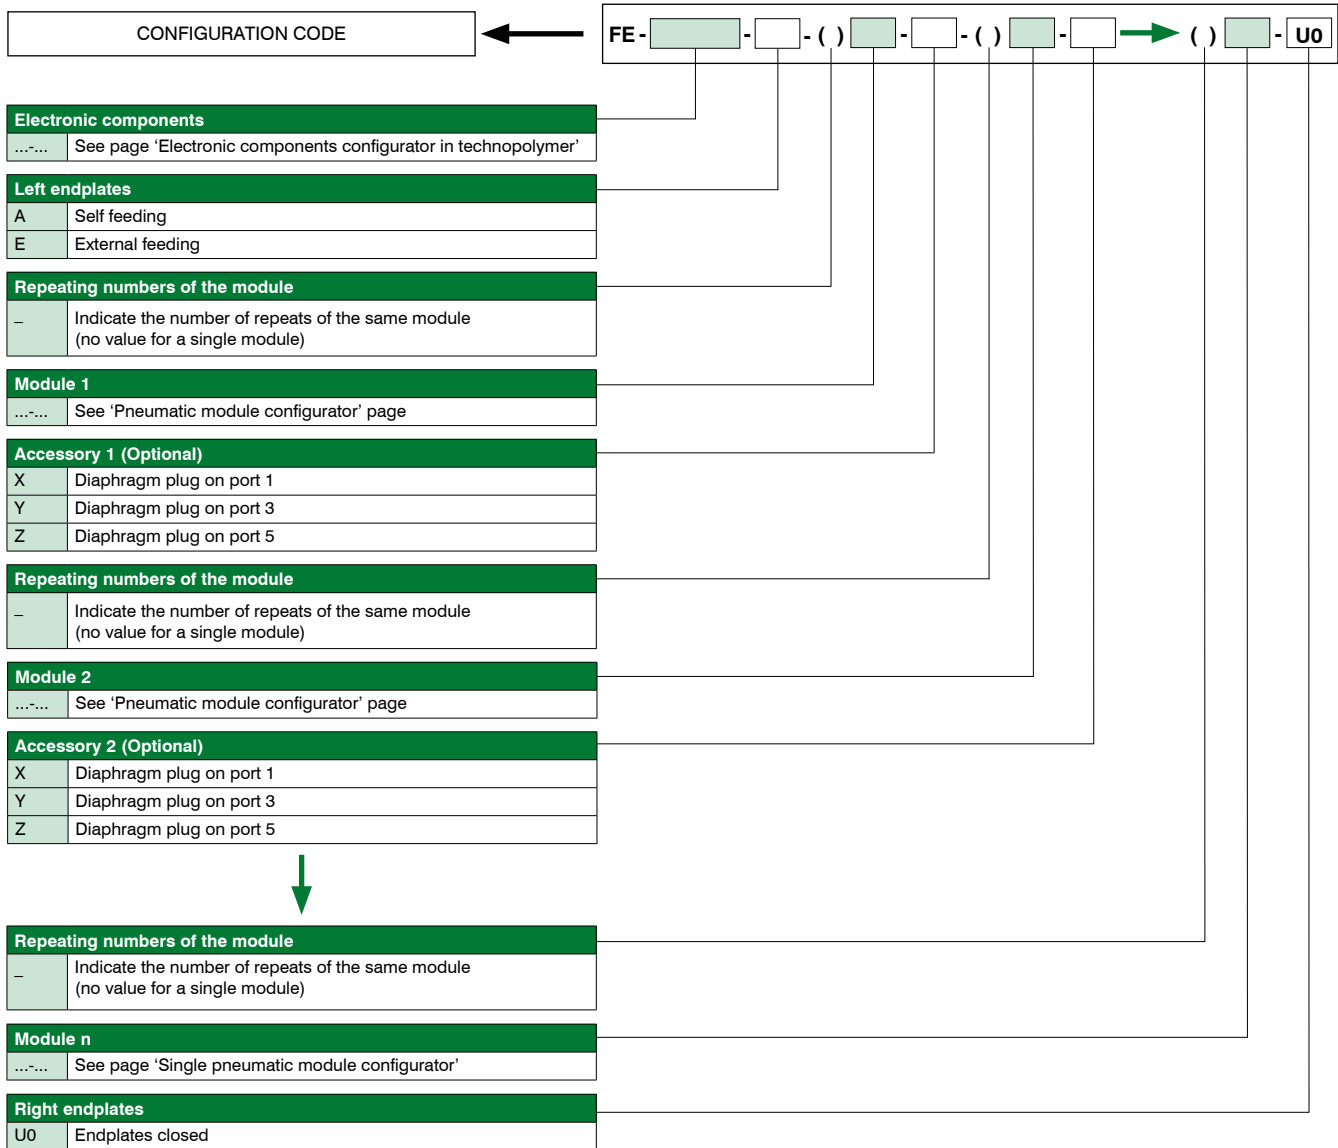 CONFIGURATION CODE
FE - - - ( ) - - ( ) - ( ) - U0
Electronic components
...-... See page ‘Electronic components configurator in technopolymer’
Left endplates
A Self feeding
E External feeding
Repeating numbers of the module
_ Indicate the number of repeats of the same module
(no value for a single module)
Module 1
...-... See ‘Pneumatic module configurator’ page
Accessory 1 (Optional)
X Diaphragm plug on port 1
Y Diaphragm plug on port 3
Z Diaphragm plug on port 5
Repeating numbers of the module
_ Indicate the number of repeats of the same module
(no value for a single module)
Module 2
...-... See ‘Pneumatic module configurator’ page
Accessory 2 (Optional)
X Diaphragm plug on port 1
Y Diaphragm plug on port 3
Z Diaphragm plug on port 5
Repeating numbers of the module
_ Indicate the number of repeats of the same module
(no value for a single module)
Module n
...-... See page ‘Single pneumatic module configurator’
Right endplates
U0 Endplates closed